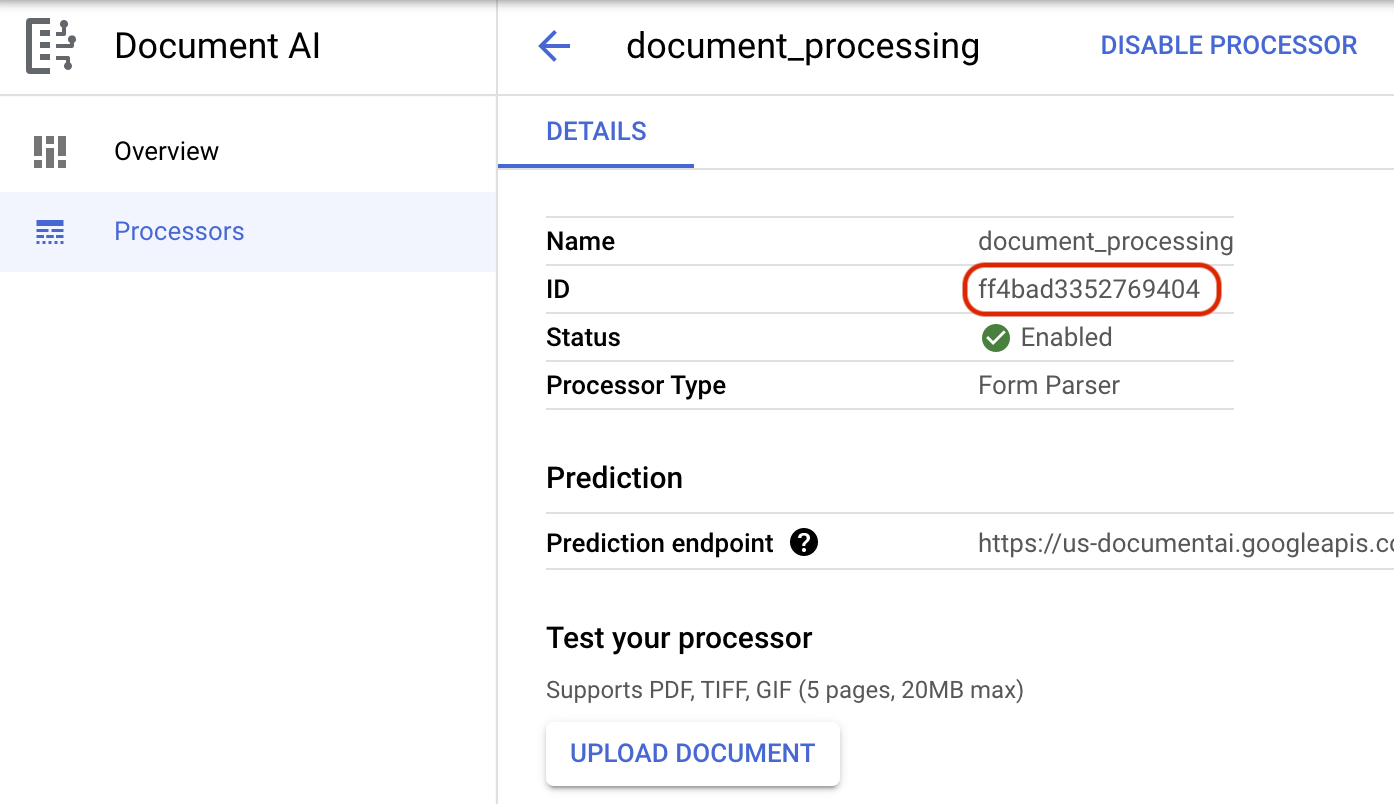 Document AI
document_processing
DISABLE PROCESSOR
Overview
Processors
DETAILS
Name document_processing
ID ff4bad3352769404
Status Enabled
Processor Type Form Parser
Prediction
Prediction endpoint ? https://us-documentai.googleapis.co
Test your processor
Supports PDF, TIFF, GIF (5 pages, 20MB max)
UPLOAD DOCUMENT